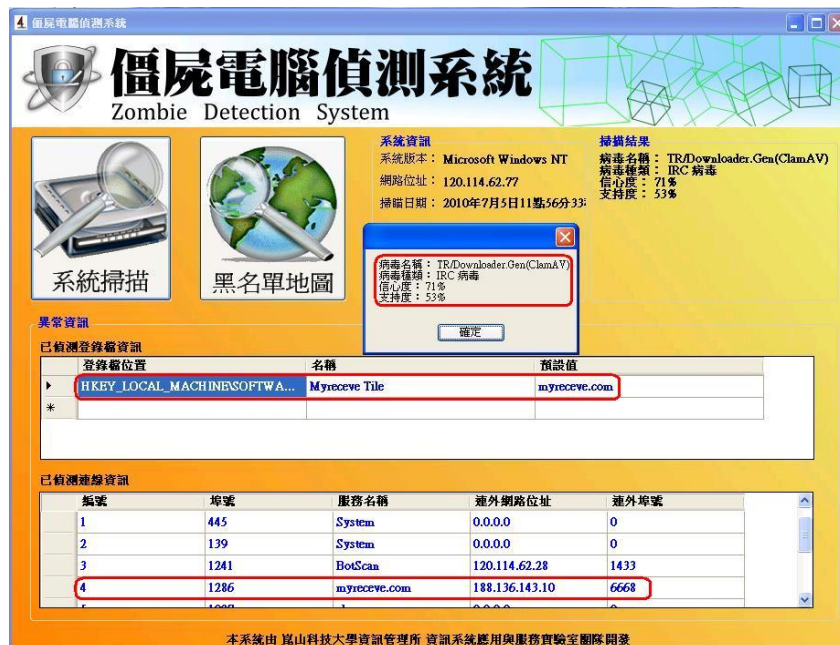 僵屍電腦偵測系統
僵屍電腦偵測系統
Zombie Detection System
系統掃描
黑名單地圖
系統資訊
系統版本： Microsoft Windows NT
網路位址： 120.114.62.77
掃瞄日期： 2010年7月5日11點56分33
掃描結果
病毒名稱： TR/Downloader.Gen(ClamAV)
病毒種類： IRC 病毒
信心度： 71%
支持度： 53%
病毒名稱： TR/Downloader.Gen(ClamAV)
病毒種類： IRC 病毒
信心度： 71%
支持度： 53%
確定
異常資訊
已偵測登錄檔資訊
登錄檔位置 名稱 預設值
HKEY_LOCAL_MACHINE\SOFTWA... Myreceve Tile myreceve.com
已偵測連線資訊
編號 埠號 服務名稱 連外網路位址 連外埠號
1 445 System 0.0.0.0 0
2 139 System 0.0.0.0 0
3 1241 BotScan 120.114.62.28 1433
4 1286 myreceve.com 188.136.143.10 6668
本系統由 崑山科技大學資訊管理所 資訊系統應用與服務實驗室團隊開發